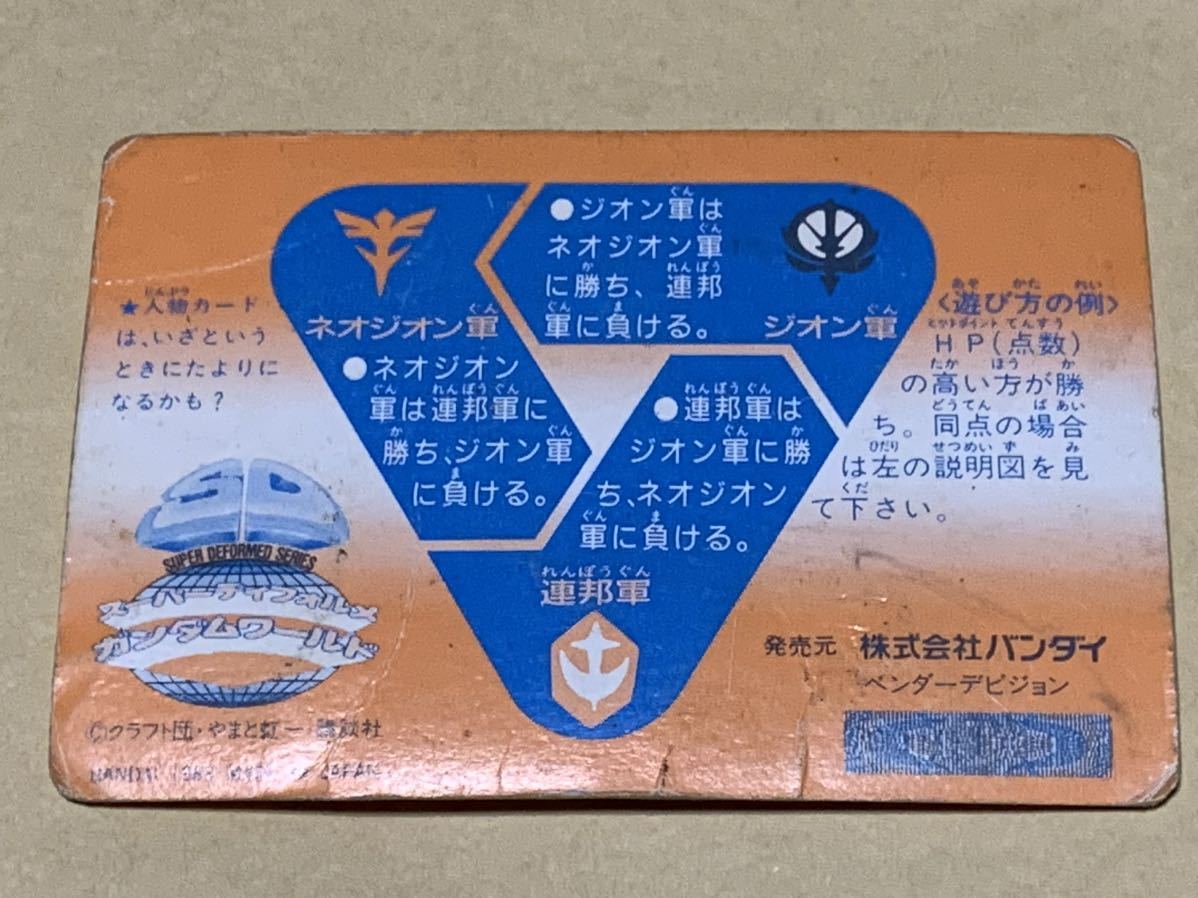 ●ジオン軍は
ネオジオン軍
に勝ち、連邦
軍に負ける。
ネオジオン軍
ジオン軍
●ネオジオン
軍は連邦軍に
勝ち、ジオン軍
に負ける。
●連邦軍は
ジオン軍に勝
ち、ネオジオン
軍に負ける。
連邦軍
★人物カード
は、いざという
ときにたよりに
なるかも？
〈遊び方の例〉
HP(点数)
の高い方が勝
ち。同点の場合
は左の説明図を見
て下さい。
SUPER DEFORMED SERIES
スーパーディフォルメ
ガンダムワールド
©クラフト団・やまと虹一・講談社
MADE IN JAPAN
発売元 株式会社バンダイ
ベンダーデビジョン